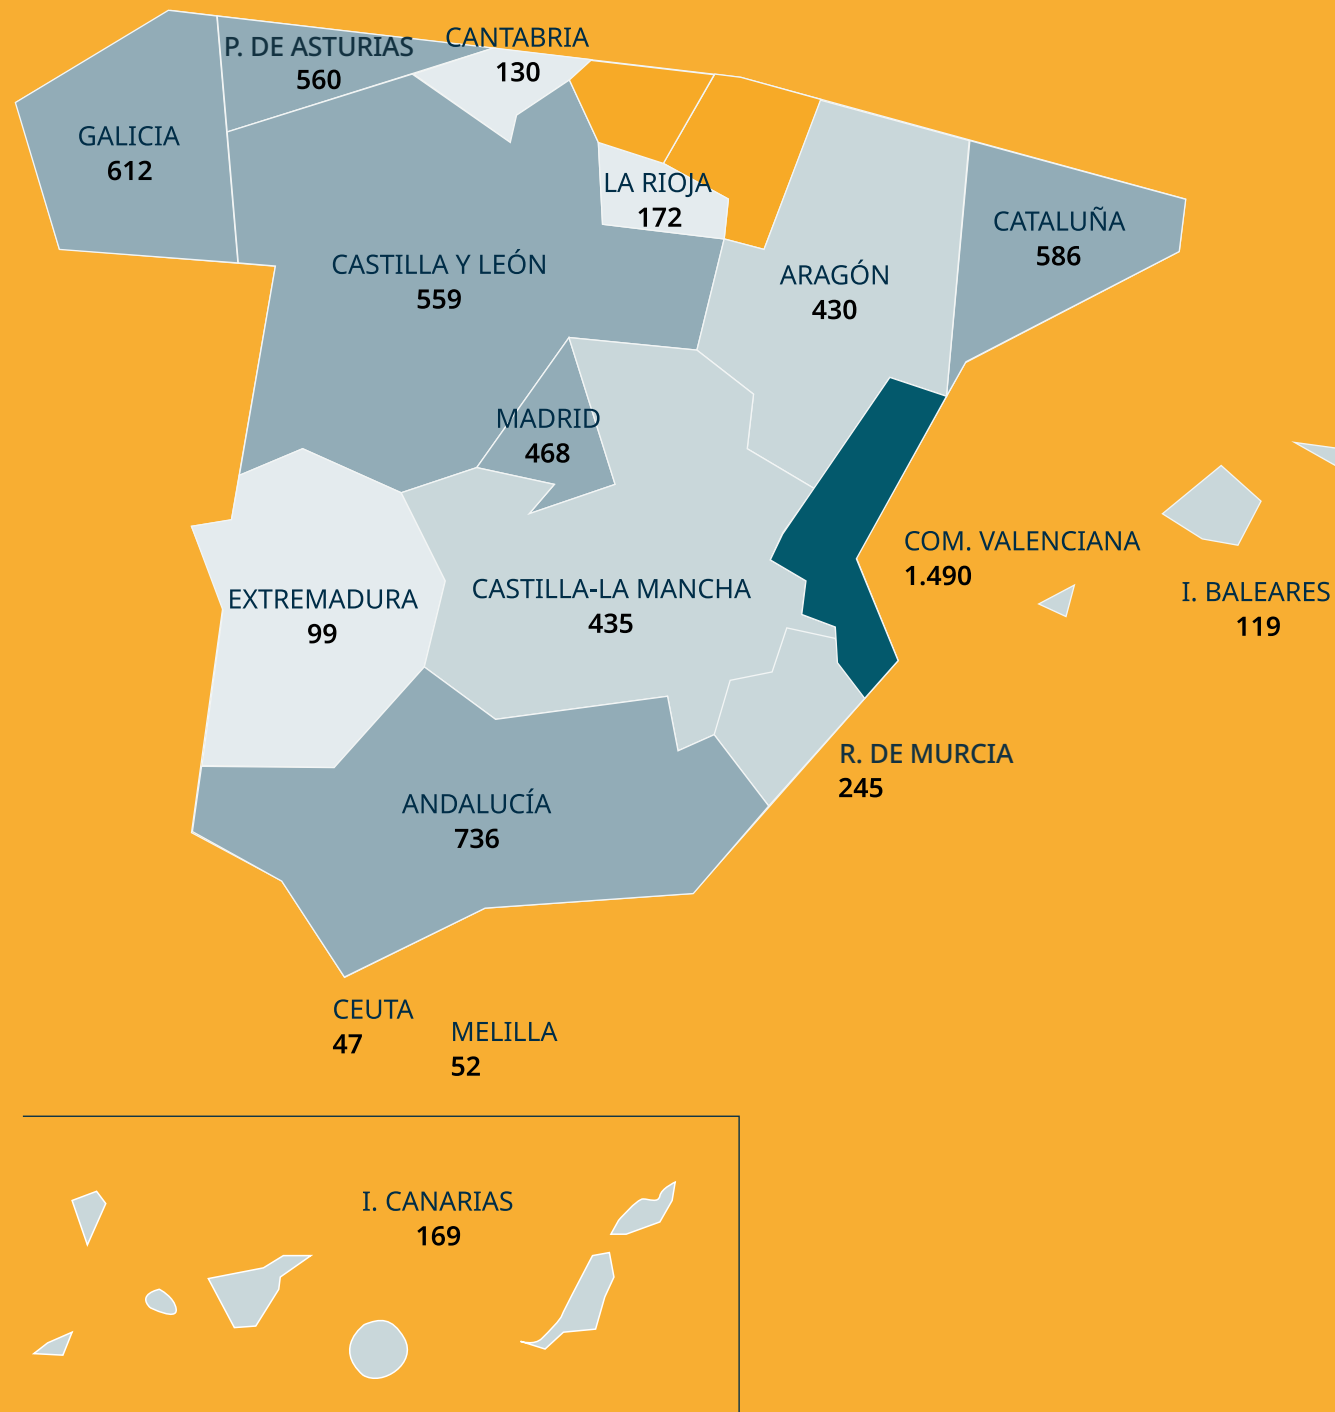 P. DE ASTURIAS
560
CANTABRIA
130
GALICIA
612
LA RIOJA
172
CATALUÑA
586
CASTILLA Y LEÓN
559
ARAGÓN
430
MADRID
468
COM. VALENCIANA
1.490
I. BALEARES
119
EXTREMADURA
99
CASTILLA-LA MANCHA
435
R. DE MURCIA
245
ANDALUCÍA
736
CEUTA
47
MELILLA
52
I. CANARIAS
169